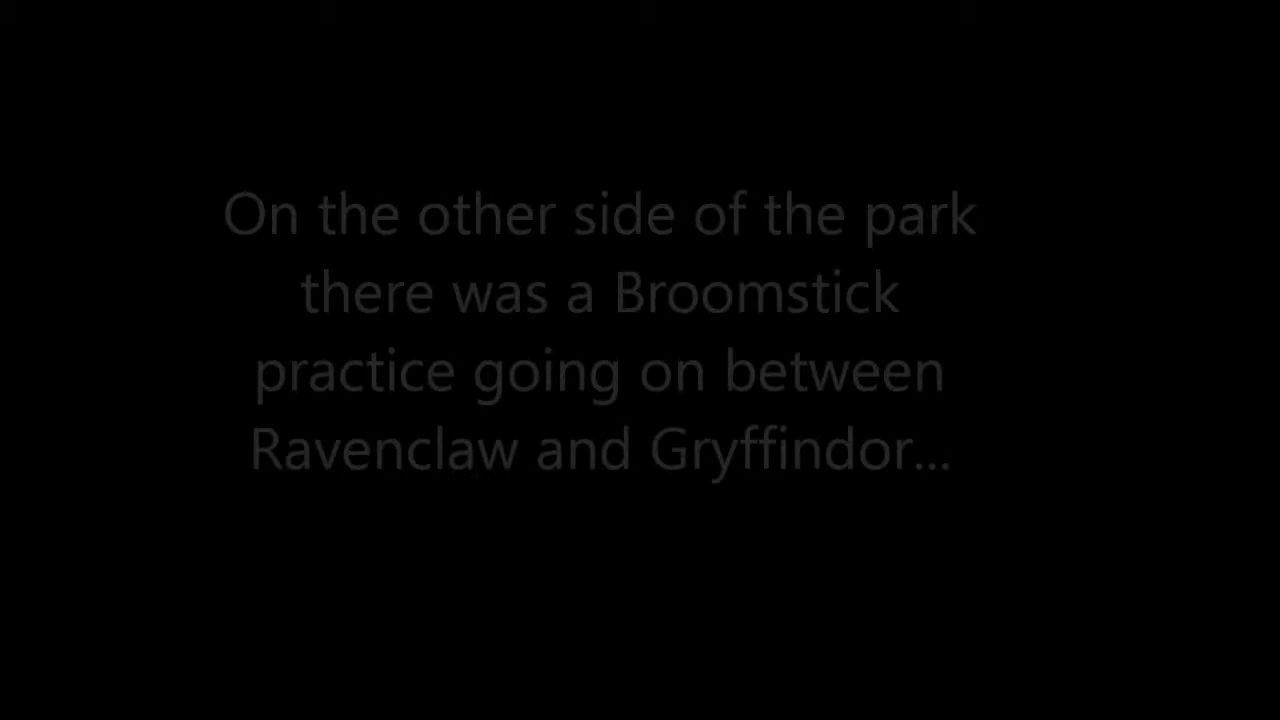 On the other side of the park
there was a Broomstick
practice going on between
Ravenclaw and Gryffindor...